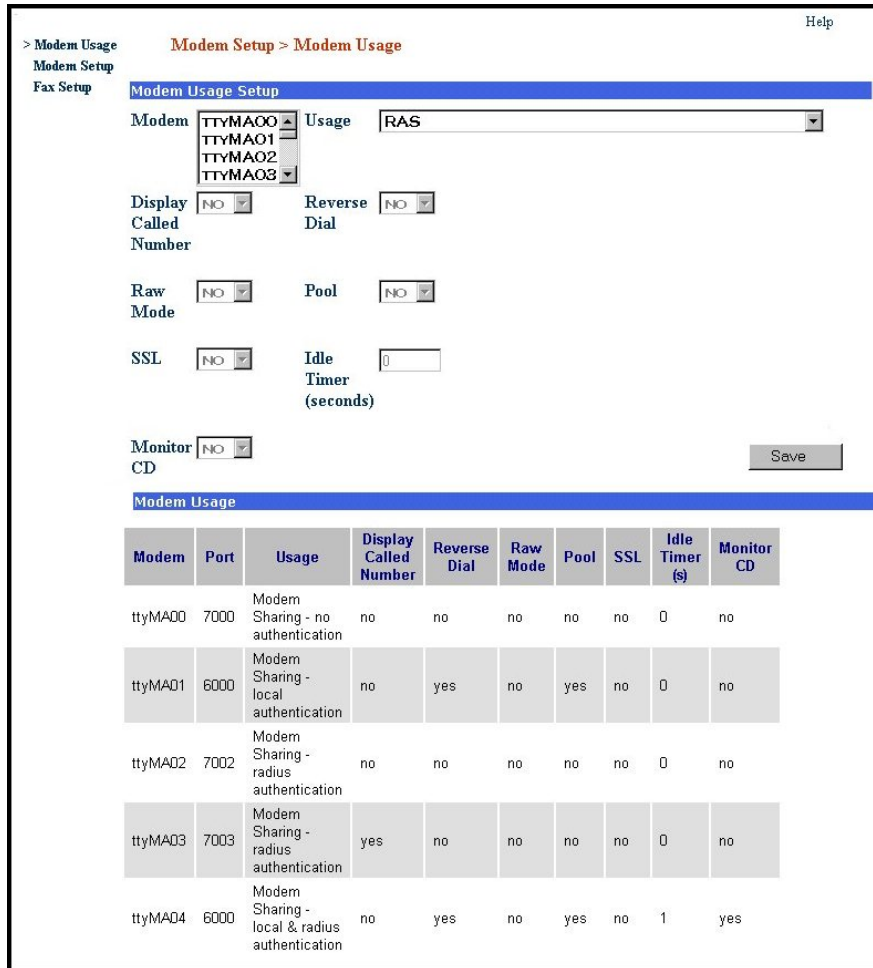 Help
> Modem Usage
Modem Setup
Fax Setup
Modem Setup > Modem Usage
Modem Usage Setup
Modem
TTYMA00
TTYMA01
TTYMA02
TTYMA03
Usage
RAS
Display
Called
Number
NO
Reverse
Dial
NO
Raw
Mode
NO
Pool
NO
SSL
NO
Idle
Timer
(seconds)
0
Monitor
CD
NO
Save
Modem Usage
Modem Port Usage Display Called Number Reverse Dial Raw Mode Pool SSL Idle Timer (s) Monitor CD
ttyMA00 7000 Modem Sharing - no authentication no no no no no 0 no
ttyMA01 6000 Modem Sharing - local authentication no yes no yes no 0 no
ttyMA02 7002 Modem Sharing - radius authentication no no no no no 0 no
ttyMA03 7003 Modem Sharing - radius authentication yes no no no no 0 no
ttyMA04 6000 Modem Sharing - local & radius authentication no yes no yes no 1 yes